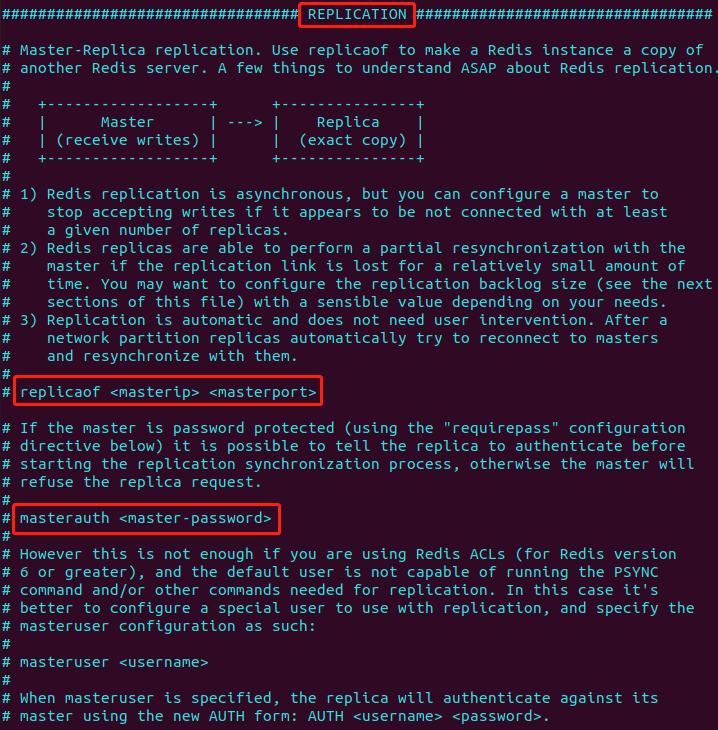 ################################# REPLICATION #################################
# Master-Replica replication. Use replicaof to make a Redis instance a copy of
# another Redis server. A few things to understand ASAP about Redis replication.
#
#   +------------------+      +---------------+
#   |      Master      | ---> |    Replica    |
#   | (receive writes) |      |  (exact copy) |
#   +------------------+      +---------------+
#
# 1) Redis replication is asynchronous, but you can configure a master to
#    stop accepting writes if it appears to be not connected with at least
#    a given number of replicas.
# 2) Redis replicas are able to perform a partial resynchronization with the
#    master if the replication link is lost for a relatively small amount of
#    time. You may want to configure the replication backlog size (see the next
#    sections of this file) with a sensible value depending on your needs.
# 3) Replication is automatic and does not need user intervention. After a
#    network partition replicas automatically try to reconnect to masters
#    and resynchronize with them.
#
# replicaof <masterip> <masterport>
# If the master is password protected (using the "requirepass" configuration
# directive below) it is possible to tell the replica to authenticate before
# starting the replication synchronization process, otherwise the master will
# refuse the replica request.
#
# masterauth <master-password>
#
# However this is not enough if you are using Redis ACLs (for Redis version
# 6 or greater), and the default user is not capable of running the PSYNC
# command and/or other commands needed for replication. In this case it's
# better to configure a special user to use with replication, and specify the
# masteruser configuration as such:
#
# masteruser <username>
#
# When masteruser is specified, the replica will authenticate against its
# master using the new AUTH form: AUTH <username> <password>.